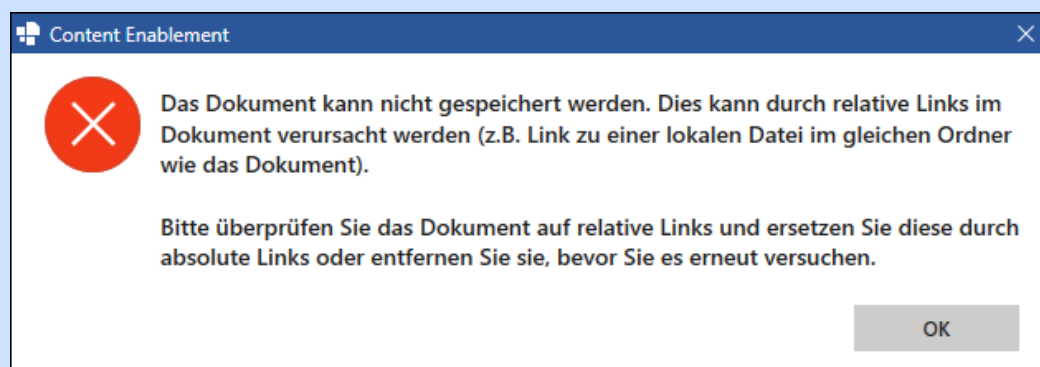 Content Enablement
Das Dokument kann nicht gespeichert werden. Dies kann durch relative Links im
Dokument verursacht werden (z.B. Link zu einer lokalen Datei im gleichen Ordner
wie das Dokument).
Bitte überprüfen Sie das Dokument auf relative Links und ersetzen Sie diese durch
absolute Links oder entfernen Sie sie, bevor Sie es erneut versuchen.
OK